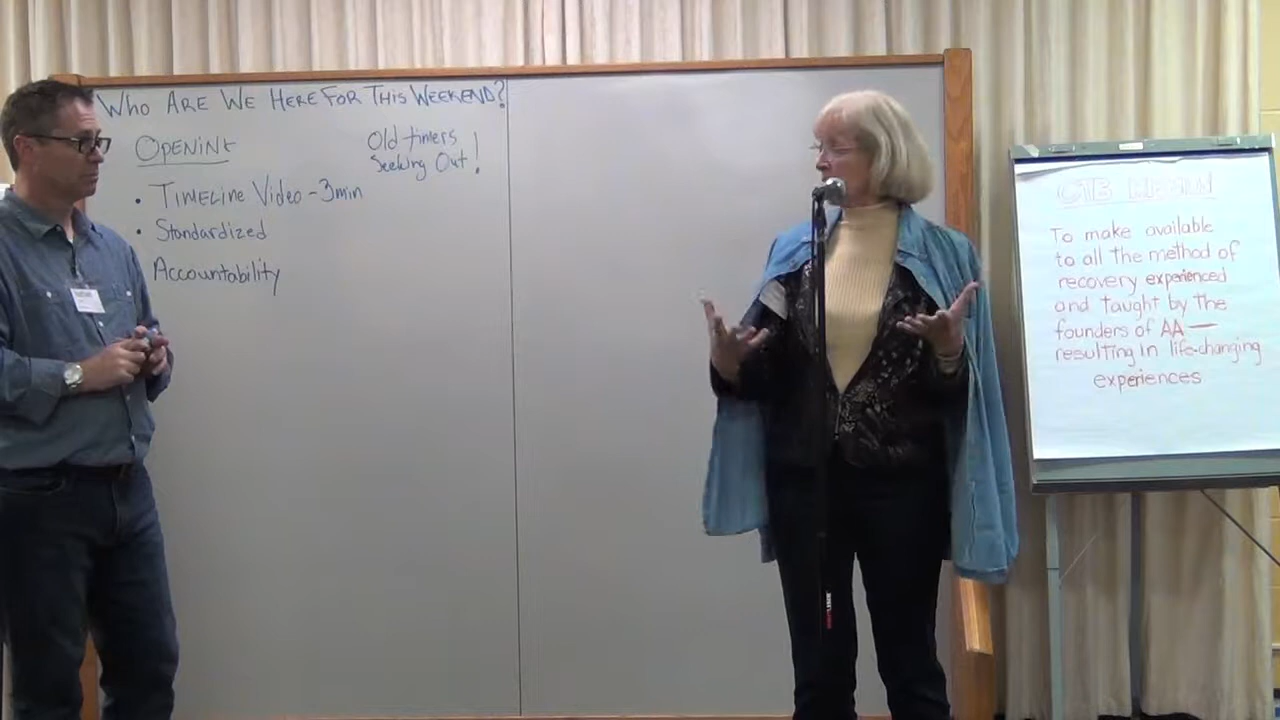 WHO ARE WE HERE FOR THIS WEEKEND?
OPENING
Old-timers
Seeking Out!
• TIMELINE VIDEO - 3min
• Standardized
Accountability
To make available
to all the method of
recovery experienced
and taught by the
founders of AA —
resulting in life-changing
experiences